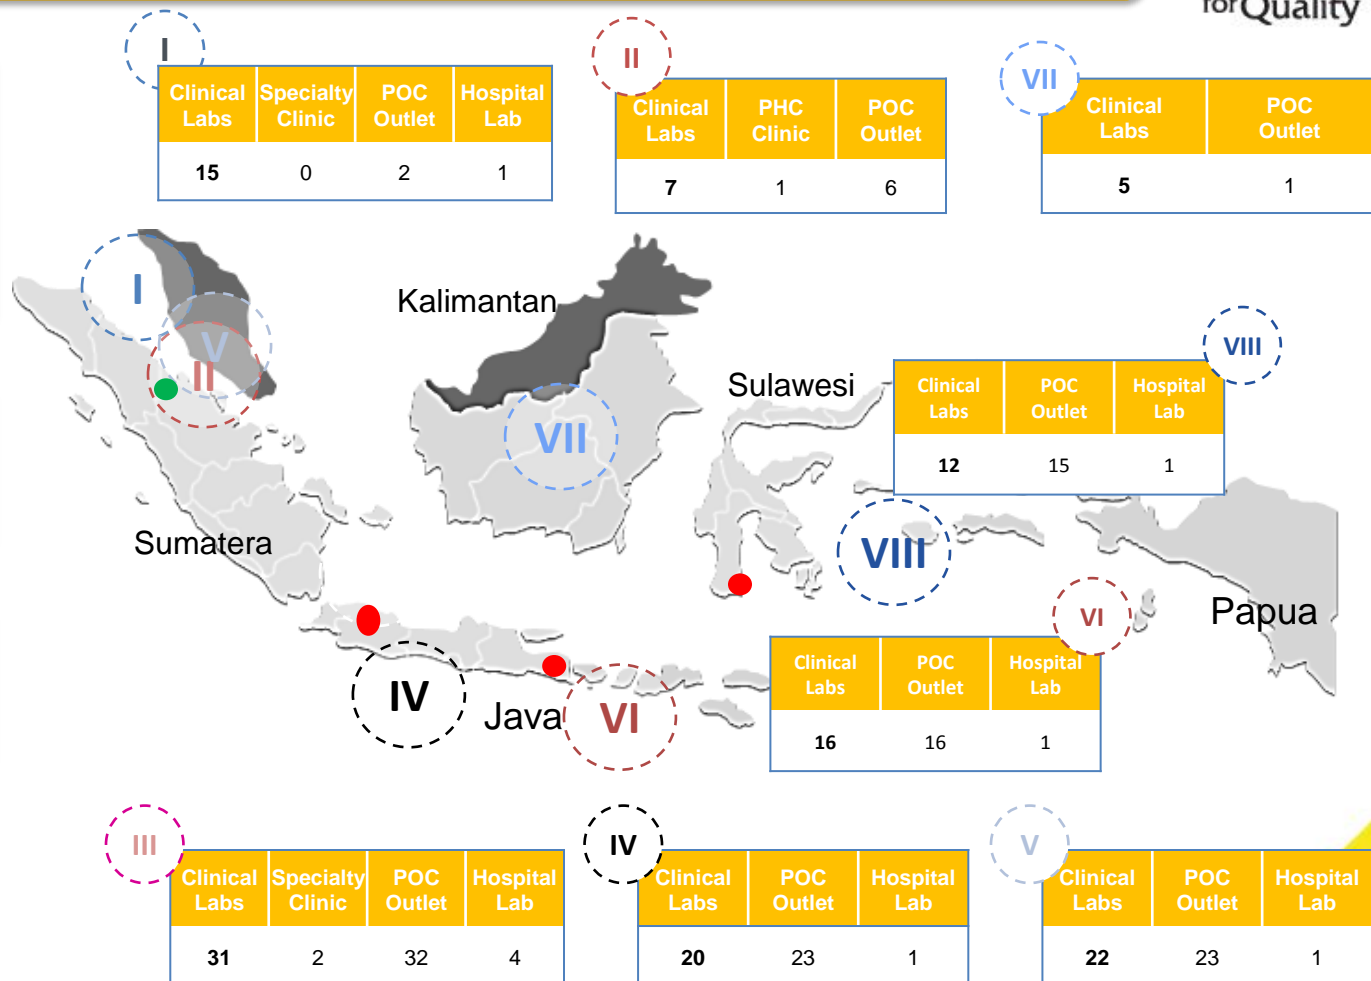 for Quality
I
Clinical Labs Specialty Clinic POC Outlet Hospital Lab
15 0 2 1
II
Clinical Labs PHC Clinic POC Outlet
7 1 6
VII
Clinical Labs POC Outlet
5 1
I
V
II
Kalimantan
VII
Sulawesi
VIII
Clinical Labs POC Outlet Hospital Lab
12 15 1
Sumatera
VIII
Papua
IV
Java
VI
VI
Clinical Labs POC Outlet Hospital Lab
16 16 1
III
Clinical Labs Specialty Clinic POC Outlet Hospital Lab
31 2 32 4
IV
Clinical Labs POC Outlet Hospital Lab
20 23 1
V
Clinical Labs POC Outlet Hospital Lab
22 23 1